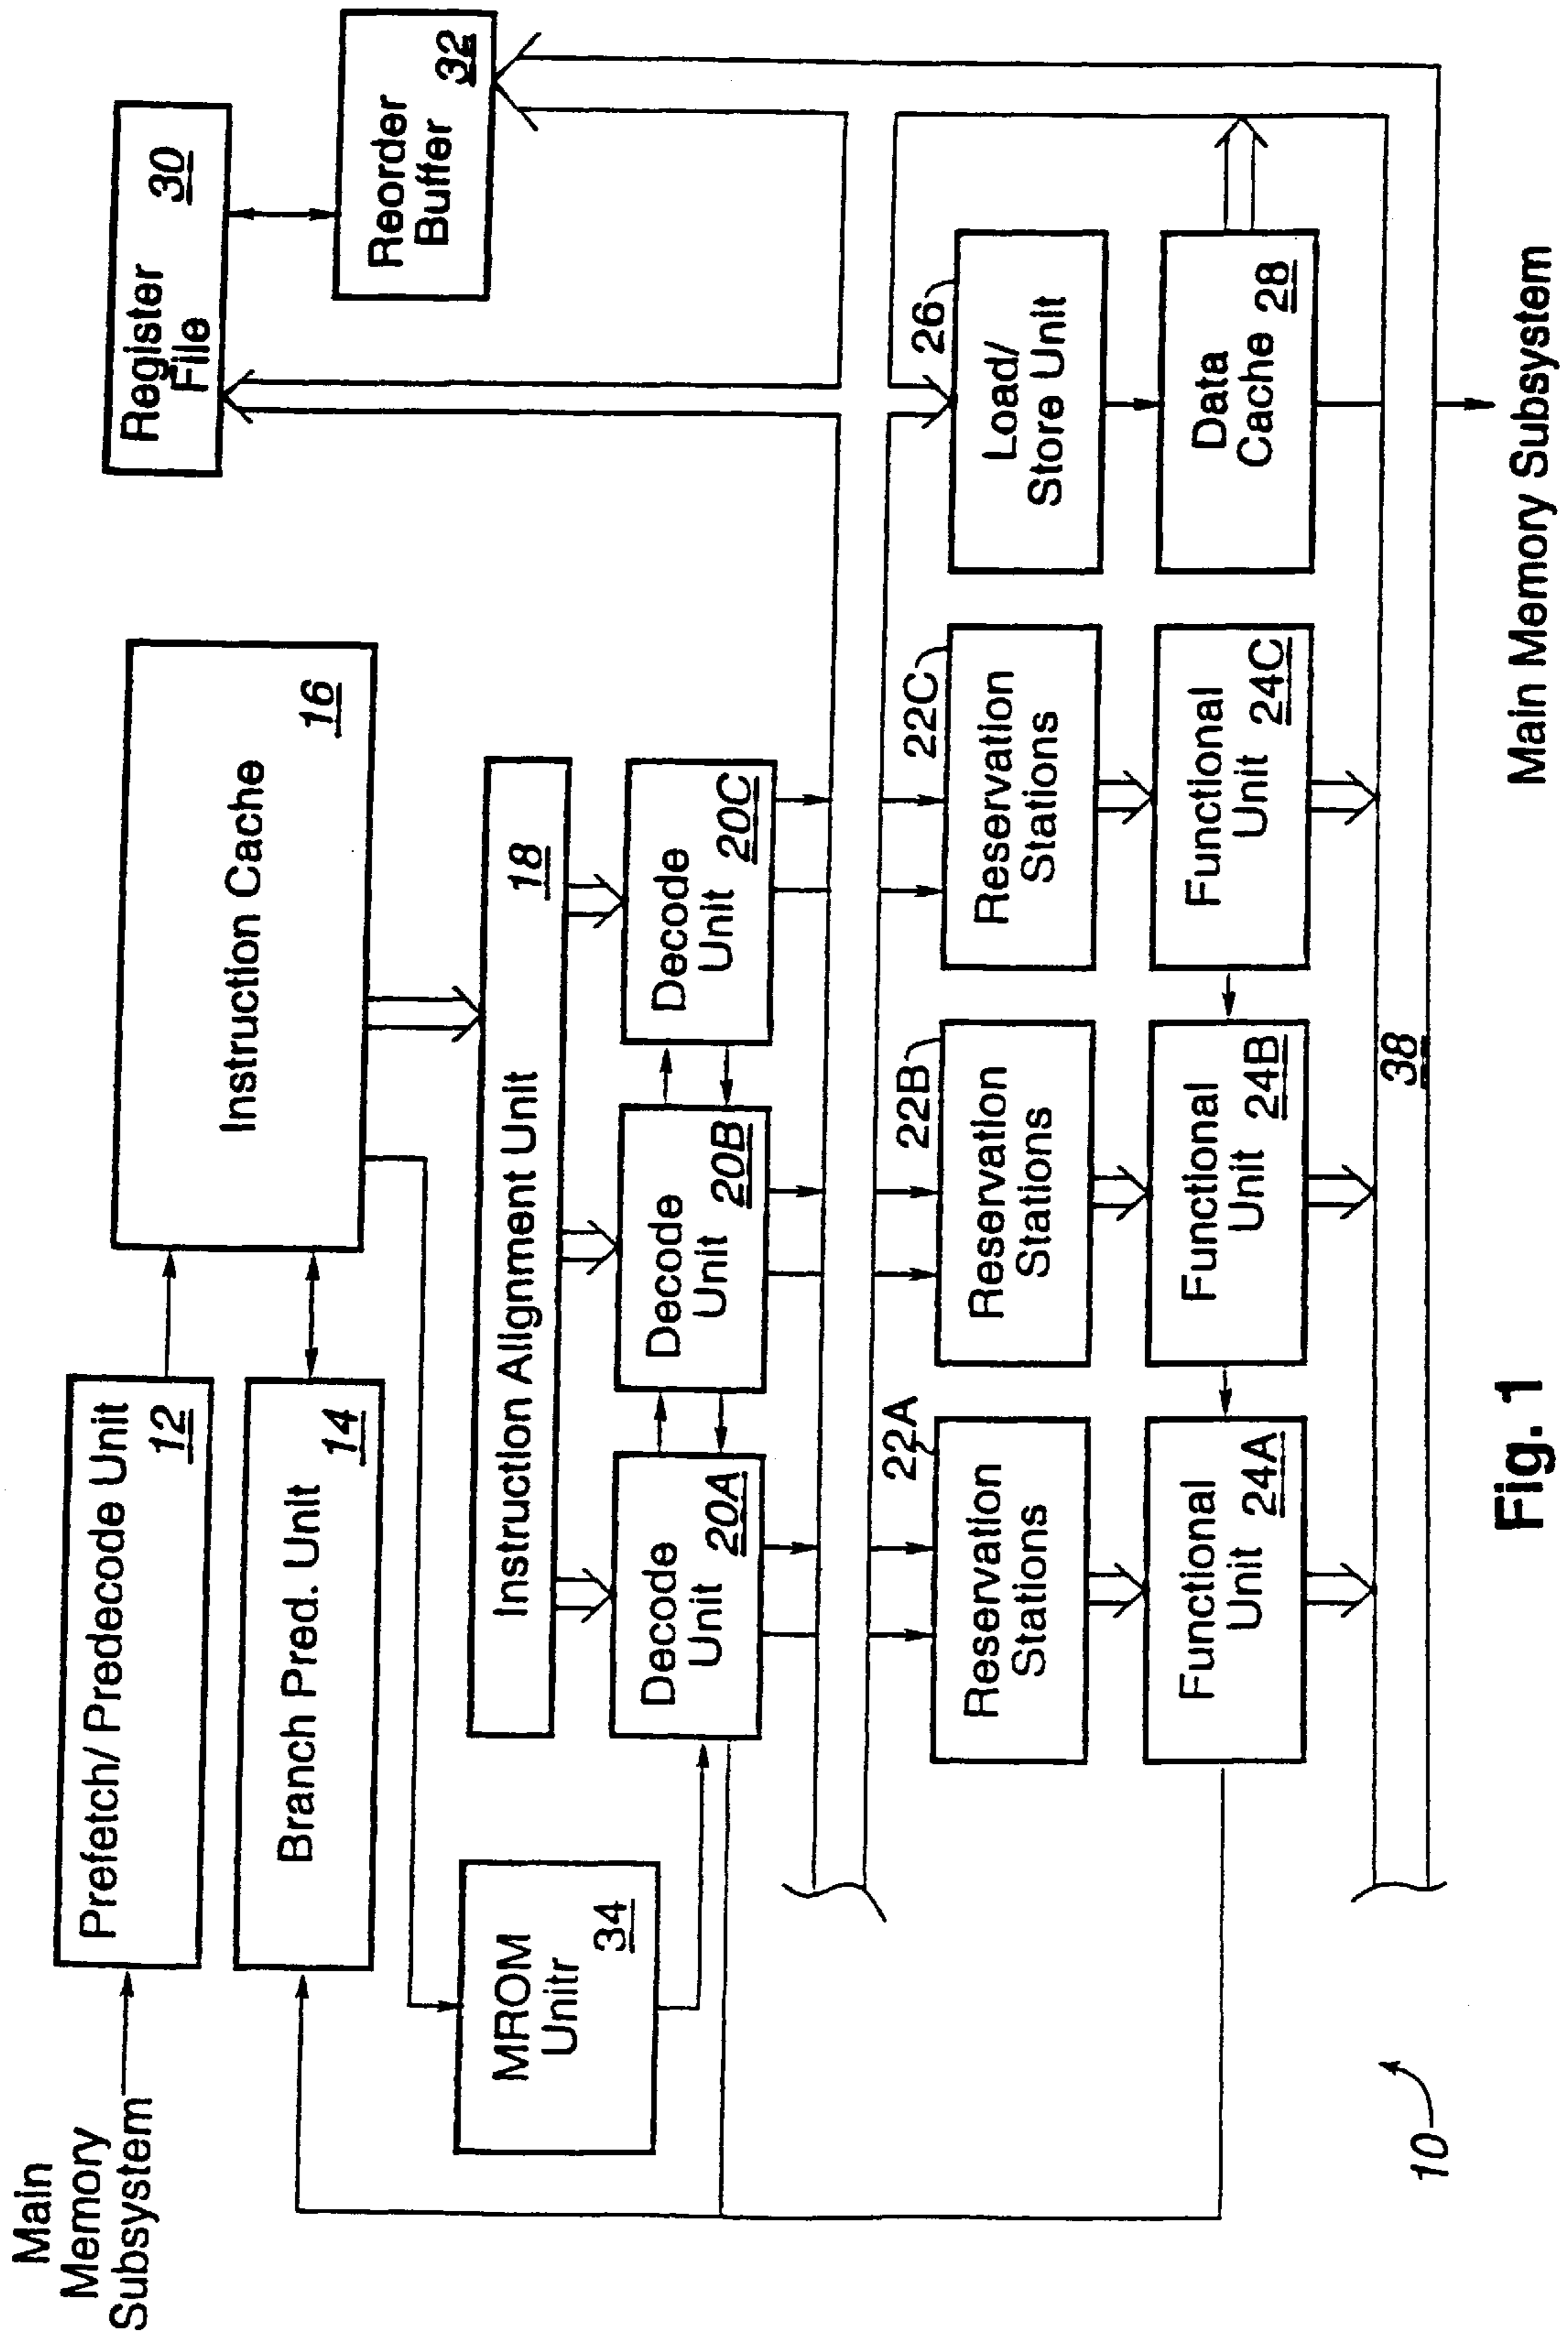 Main
Memory
Subsystem
Prefetch/ Predecode Unit
12
Branch Pred. Unit
14
Instruction Cache
16
Register
File
30
Reorder
Buffer
32
MROM
Unitr
34
Instruction Alignment Unit
18
Decode
Unit
20A
Decode
Unit
20B
Decode
Unit
20C
22A
Reservation
Stations
22B
Reservation
Stations
22C
Reservation
Stations
26
Load/
Store Unit
Functional
Unit
24A
Functional
Unit
24B
Functional
Unit
24C
Data
Cache
28
38
10
Main Memory Subsystem
Fig. 1